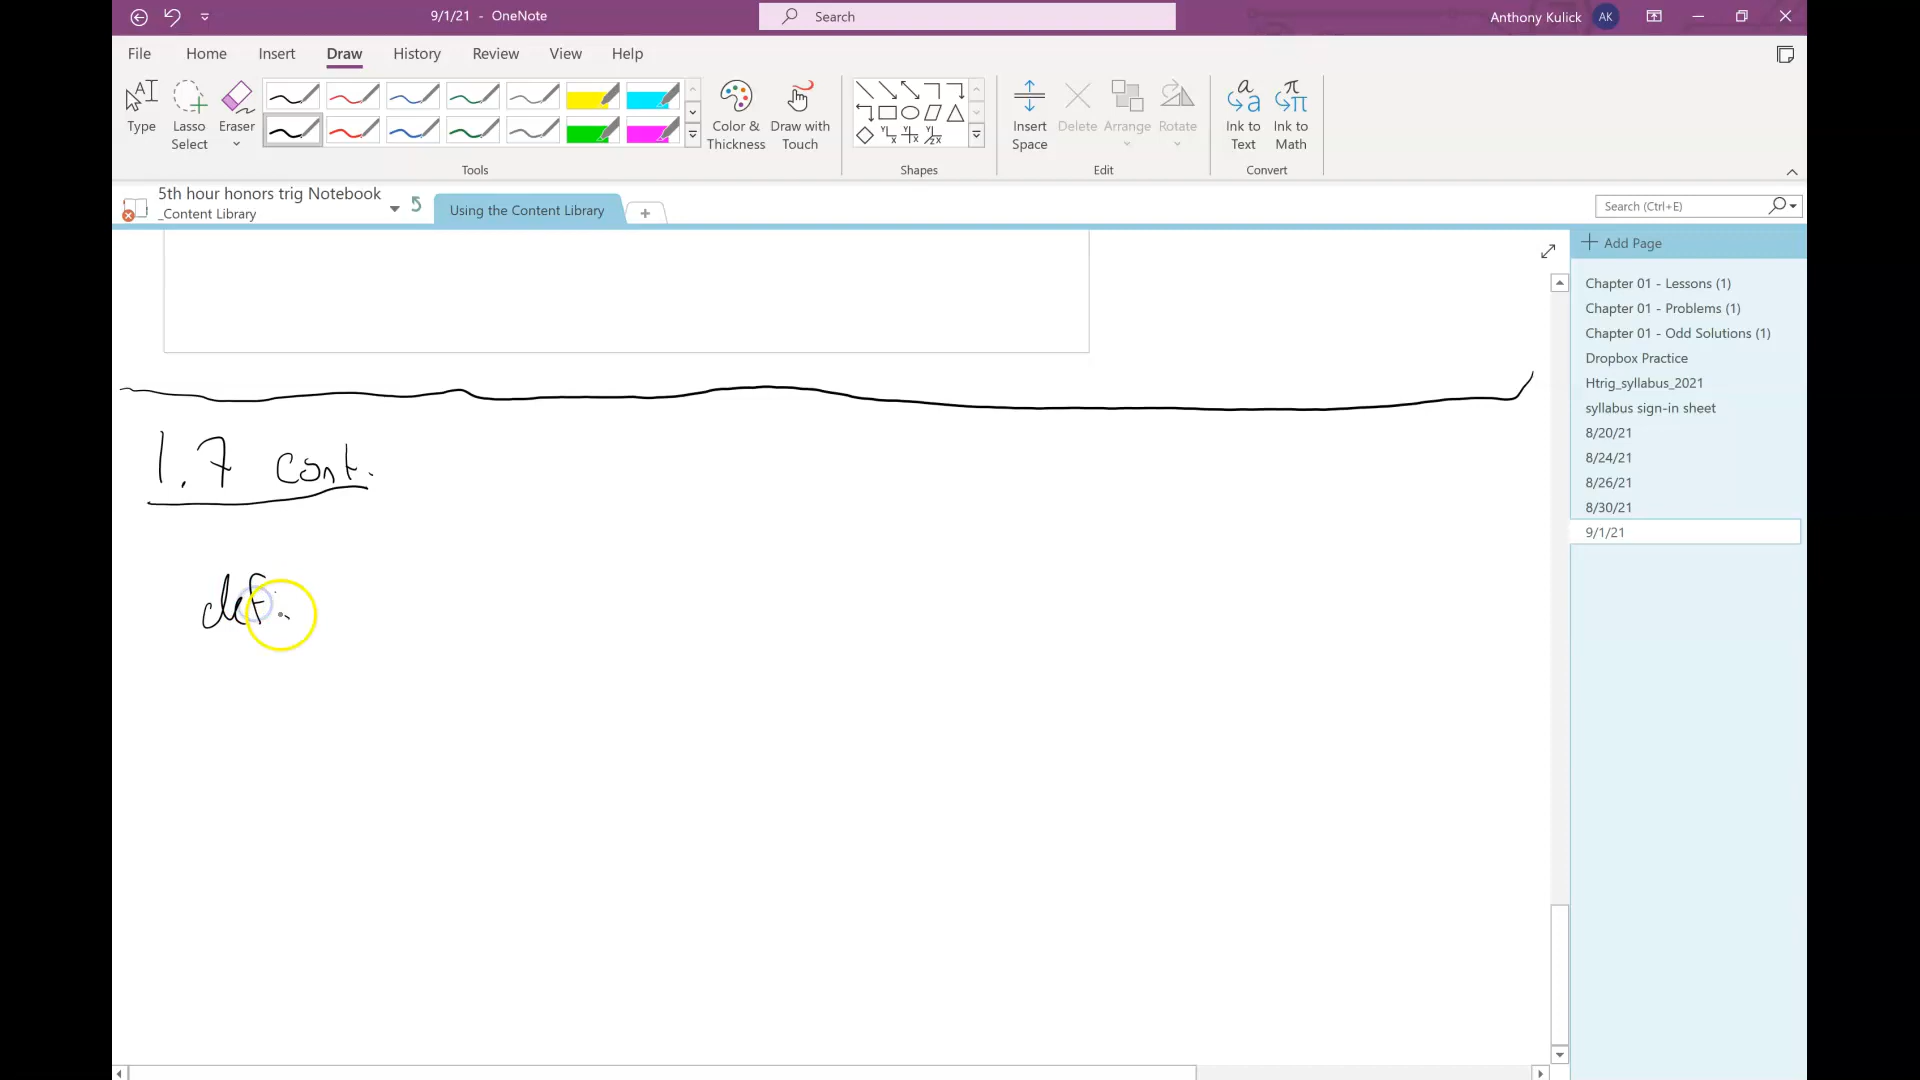 9/1/21 - OneNote
Search
Anthony Kulick
AK
File Home Insert Draw History Review View Help
Type
Lasso Select
Eraser
Color & Thickness
Draw with Touch
Insert Space
Delete
Arrange
Rotate
a
a
Ink to Text
π
π
Ink to Math
Tools
Shapes
Edit
Convert
5th hour honors trig Notebook
_Content Library
Using the Content Library
Search (Ctrl+E)
Add Page
Chapter 01 - Lessons (1)
Chapter 01 - Problems (1)
Chapter 01 - Odd Solutions (1)
Dropbox Practice
Htrig_syllabus_2021
syllabus sign-in sheet
8/20/21
8/24/21
8/26/21
8/30/21
9/1/21
1.7 cont.
def: